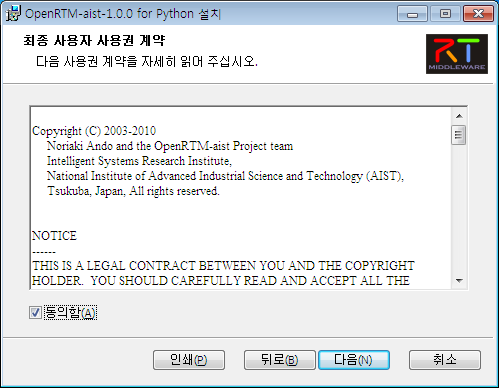 OpenRTM-aist-1.0.0 for Python 설치
최종 사용자 사용권 계약
다음 사용권 계약을 자세히 읽어 주십시오.
RT
MIDDLEWARE
Copyright (C) 2003-2010
Noriaki Ando and the OpenRTM-aist Project team
Intelligent Systems Research Institute,
National Institute of Advanced Industrial Science and Technology (AIST),
Tsukuba, Japan, All rights reserved.
NOTICE
------
THIS IS A LEGAL CONTRACT BETWEEN YOU AND THE COPYRIGHT
HOLDER.  YOU SHOULD CAREFULLY READ AND ACCEPT ALL THE
동의함(A)
인쇄(P)
뒤로(B)
다음(N)
취소